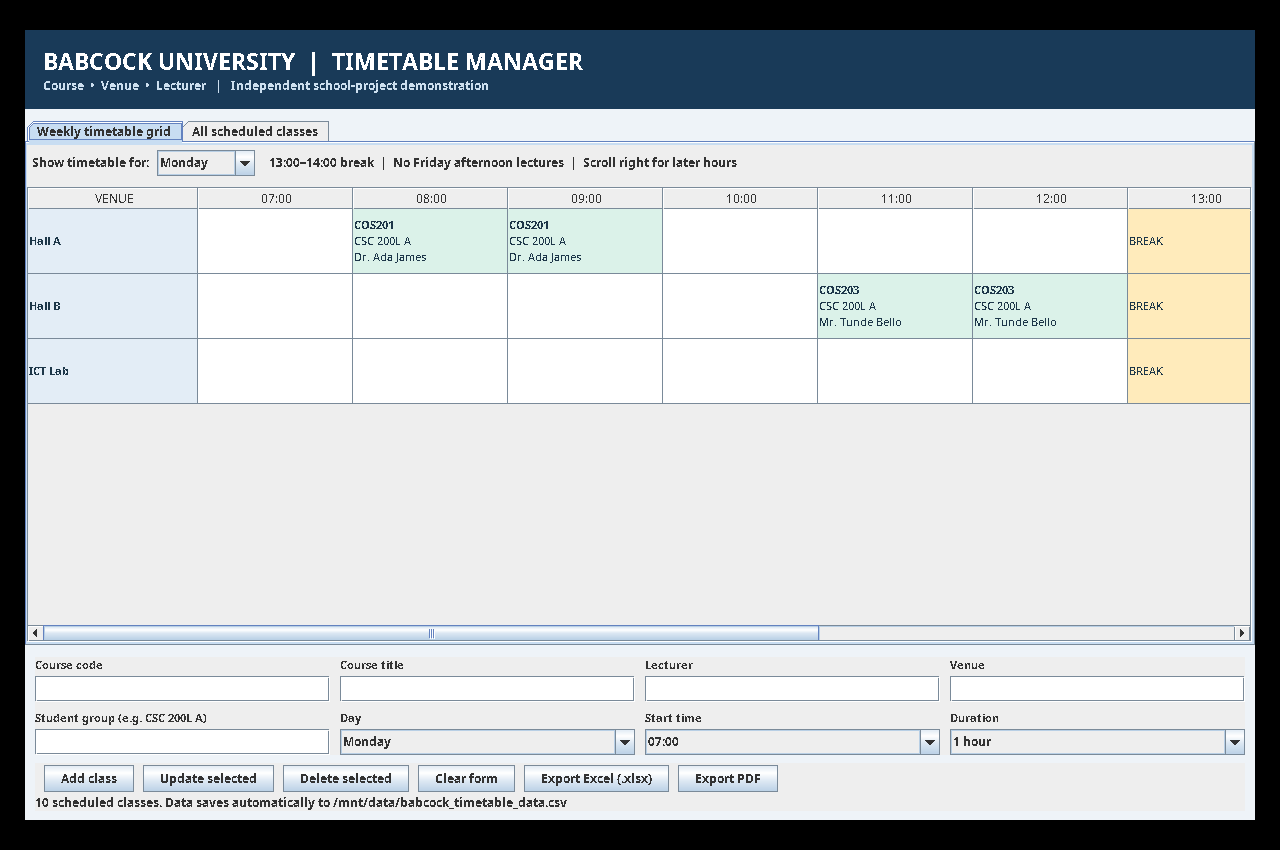 BABCOCK UNIVERSITY | TIMETABLE MANAGER
Course • Venue • Lecturer | Independent school-project demonstration
Weekly timetable grid All scheduled classes
Show timetable for: Monday 13:00–14:00 break | No Friday afternoon lectures | Scroll right for later hours
VENUE 07:00 08:00 09:00 10:00 11:00 12:00 13:00
Hall A COS201 CSC 200L A Dr. Ada James COS201 CSC 200L A Dr. Ada James BREAK
Hall B COS203 CSC 200L A Mr. Tunde Bello COS203 CSC 200L A Mr. Tunde Bello BREAK
ICT Lab BREAK
Course code Course title Lecturer Venue
Student group (e.g. CSC 200L A) Day Start time Duration
Monday 07:00 1 hour
Add class Update selected Delete selected Clear form Export Excel (.xlsx) Export PDF
10 scheduled classes. Data saves automatically to /mnt/data/babcock_timetable_data.csv